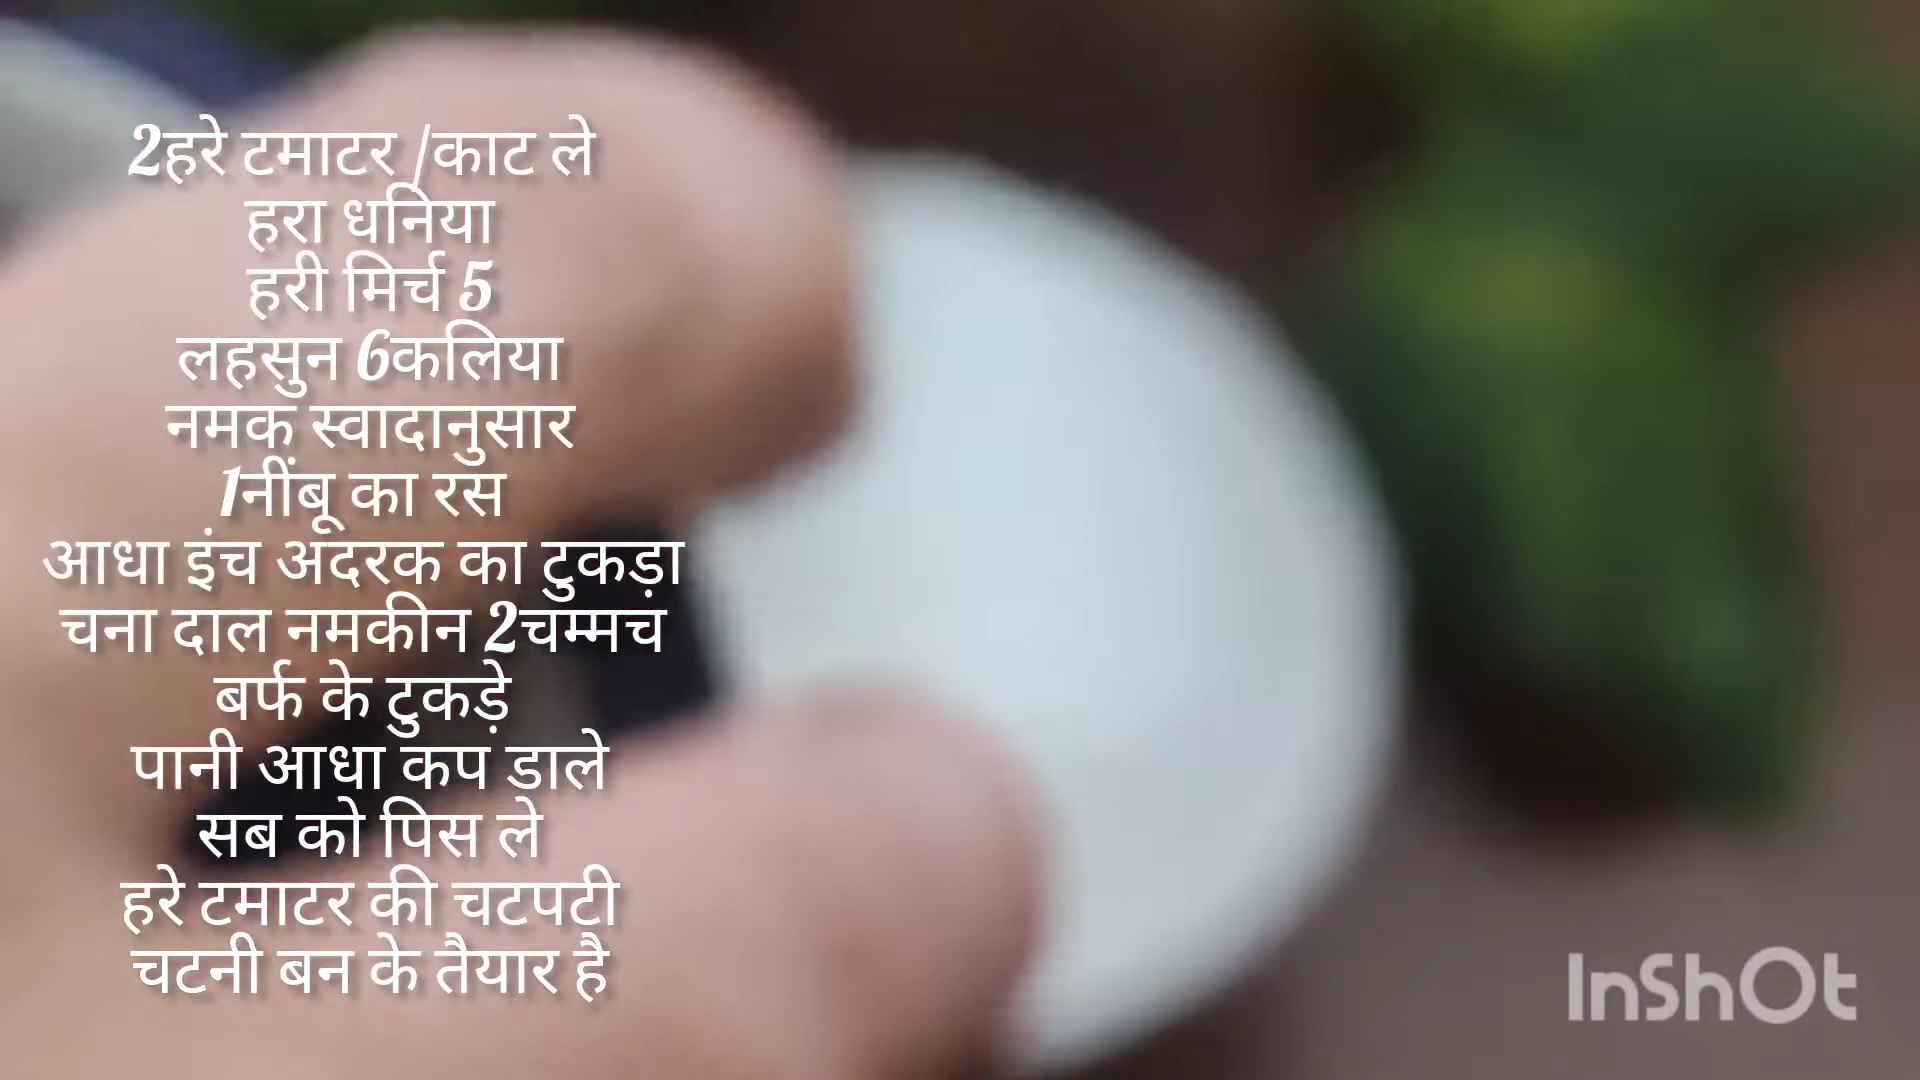 2हरे टमाटर /काट ले
हरा धनिया
हरी मिर्च 5
लहसुन 6कलिया
नमक स्वादानुसार
1नींबू का रस
आधा इंच अदरक का टुकड़ा
चना दाल नमकीन 2चम्मच
बर्फ के टुकड़े
पानी आधा कप डाले
सब को पिस ले
हरे टमाटर की चटपटी
चटनी बन के तैयार है
InShOt